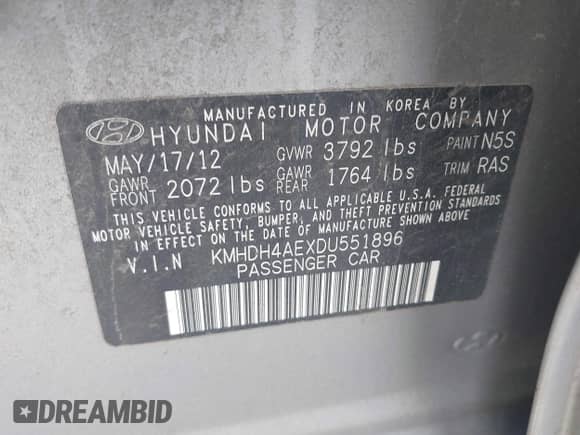 MANUFACTURED IN KOREA BY
HYUNDAI MOTOR COMPANY
MAY/17/12 GVWR 3792 lbs PAINT N5S
GAWR FRONT 2072 lbs GAWR REAR 1764 lbs TRIM RAS
THIS VEHICLE CONFORMS TO ALL APPLICABLE U.S.A. FEDERAL
MOTOR VEHICLE SAFETY, BUMPER, AND THEFT PREVENTION STANDARDS
IN EFFECT ON THE DATE OF MANUFACTURE SHOWN ABOVE
V.I.N KMHDH4AEXDU551896
PASSENGER CAR
DREAMBID